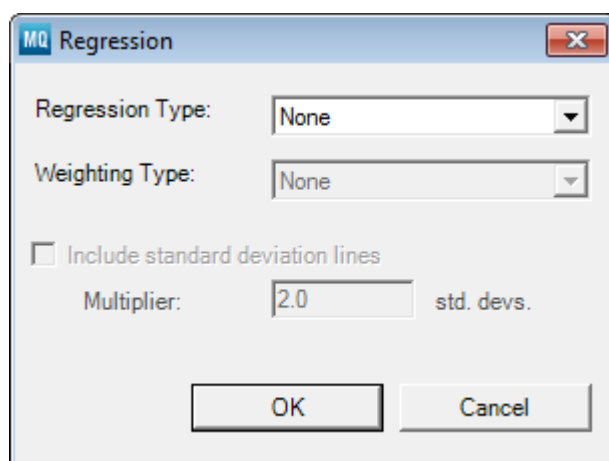 MQ Regression
Regression Type: None
Weighting Type: None
Include standard deviation lines
Multiplier: 2.0 std. devs.
OK Cancel